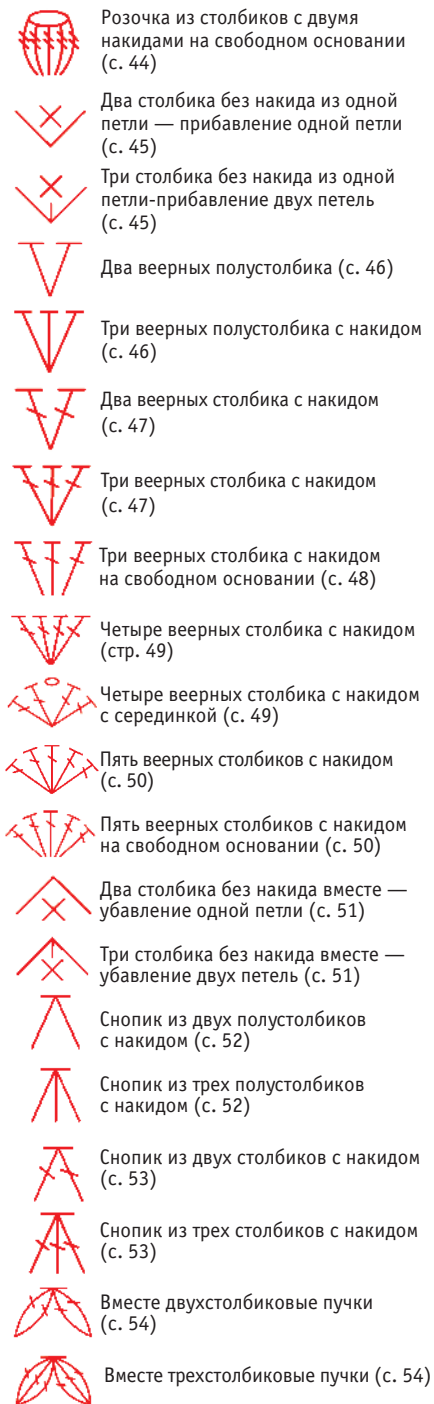 Розочка из столбиков с двумя
накидами на свободном основании
(с. 44)
Два столбика без накида из одной
петли — прибавление одной петли
(с. 45)
Три столбика без накида из одной
петли-прибавление двух петель
(с. 45)
Два веерных полустолбика (с. 46)
Три веерных полустолбика с накидом
(с. 46)
Два веерных столбика с накидом
(с. 47)
Три веерных столбика с накидом
(с. 47)
Три веерных столбика с накидом
на свободном основании (с. 48)
Четыре веерных столбика с накидом
(стр. 49)
Четыре веерных столбика с накидом
с серединкой (с. 49)
Пять веерных столбиков с накидом
(с. 50)
Пять веерных столбиков с накидом
на свободном основании (с. 50)
Два столбика без накида вместе —
убавление одной петли (с. 51)
Три столбика без накида вместе —
убавление двух петель (с. 51)
Снопик из двух полустолбиков
с накидом (с. 52)
Снопик из трех полустолбиков
с накидом (с. 52)
Снопик из двух столбиков с накидом
(с. 53)
Снопик из трех столбиков с накидом
(с. 53)
Вместе двухстолбиковые пучки
(с. 54)
Вместе трехстолбиковые пучки (с. 54)